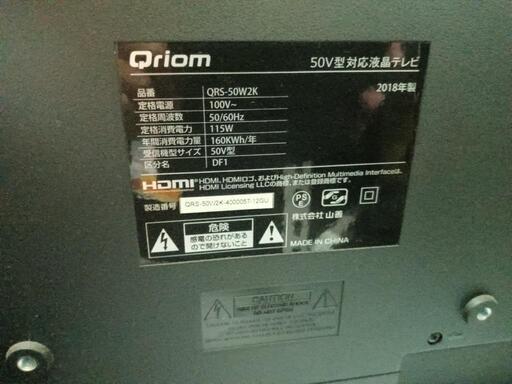 Qriom
50V型対応液晶テレビ
品番 QRS-50W2K 2018年製
定格電源 100V~
定格周波数 50/60Hz
定格消費電力 115W
年間消費電力量 160KWh/年
受信機型サイズ 50V型
区分名 DF1
HDMI
HDMI、HDMIロゴ、およびHigh-Definition Multimedia Interfaceは、
HDMI Licensing LLCの商標、または登録商標です。
製造番号 QRS-50W2K-4000057-12GU
PS
E
株式会社 山善
MADE IN CHINA
危険
感電の恐れがある
ので開けないこと
CAUTION